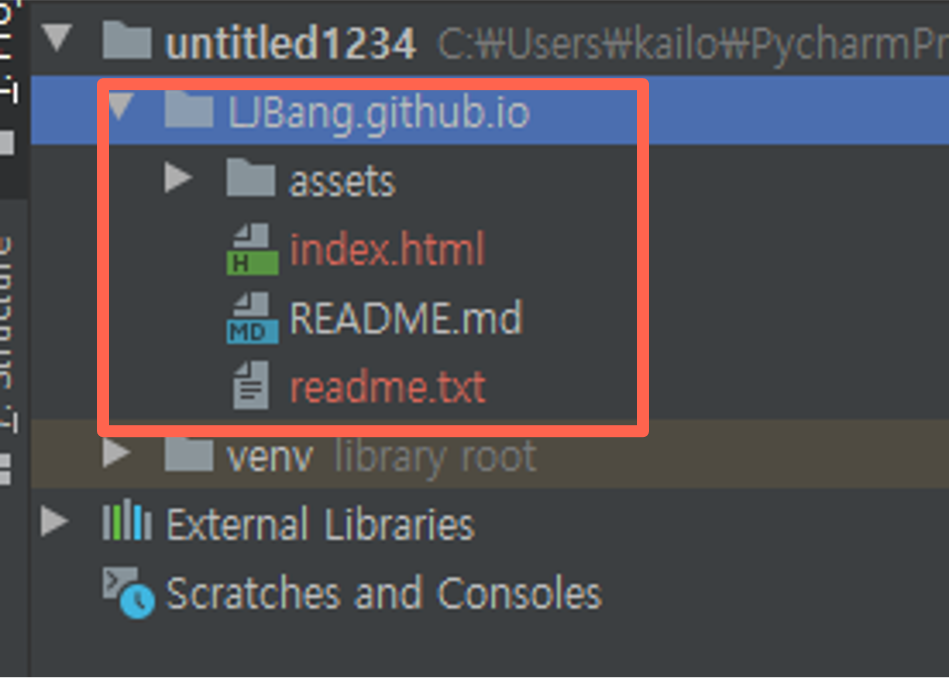 untitled1234 C:₩Users₩kailo₩PycharmPr
LJBang.github.io
assets
H index.html
MD README.md
readme.txt
venv library root
External Libraries
Scratches and Consoles
Structure